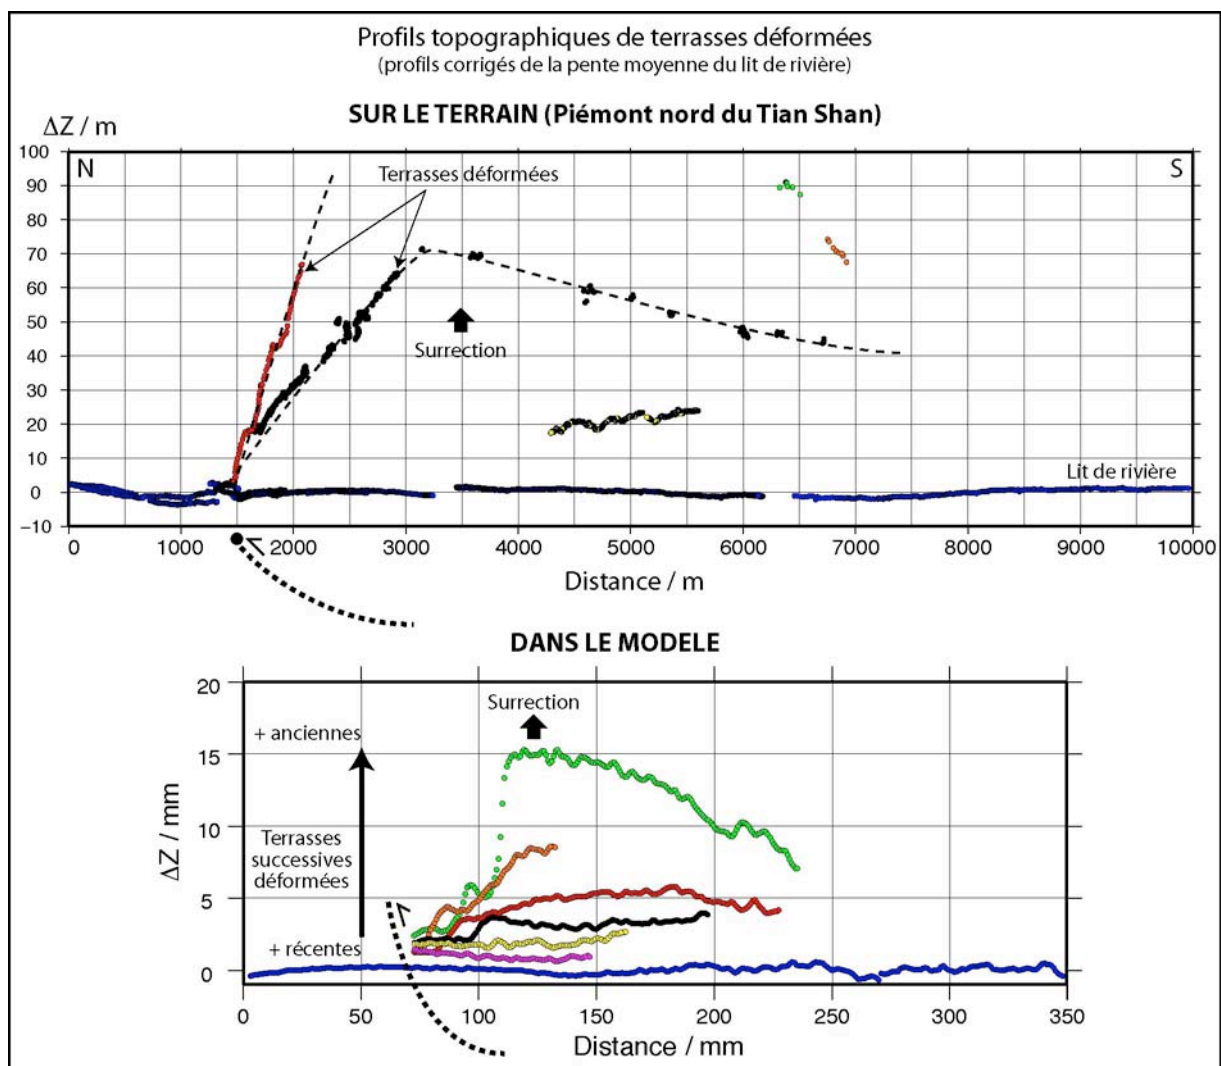 Profils topographiques de terrasses déformées
(profils corrigés de la pente moyenne du lit de rivière)
SUR LE TERRAIN (Piémont nord du Tian Shan)
ΔZ / m
100
90
80
70
60
50
40
30
20
10
0
−10
N
S
Terrasses déformées
Surrection
Lit de rivière
0 1000 2000 3000 4000 5000 6000 7000 8000 9000 10000
Distance / m
DANS LE MODELE
ΔZ / mm
20
15
10
5
0
Surrection
+ anciennes
Terrasses
successives
déformées
+ récentes
0 50 100 150 200 250 300 350
Distance / mm